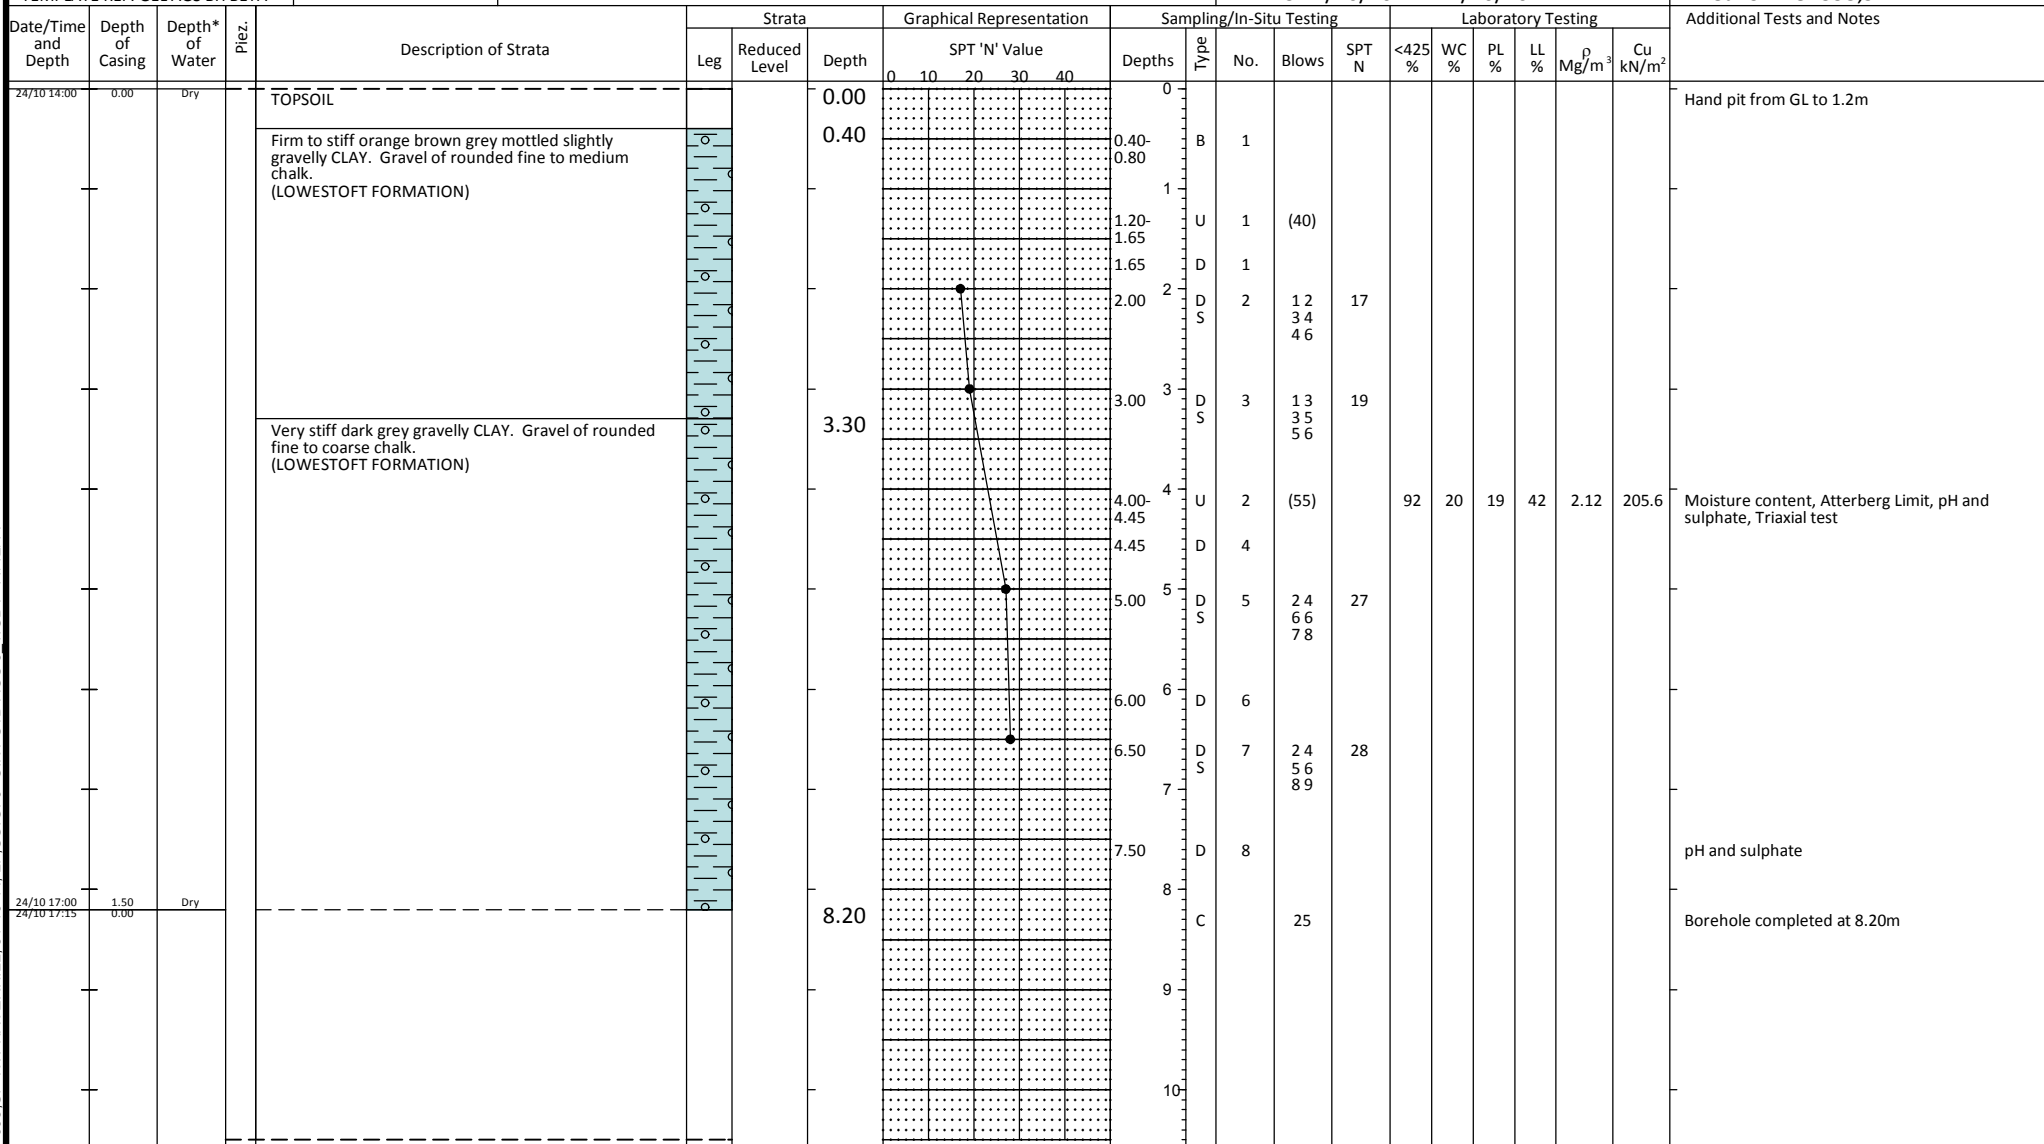 Strata
Graphical Representation
Sampling/In-Situ Testing
Laboratory Testing
Additional Tests and Notes
Date/Time
and
Depth
Depth
of
Casing
Depth*
of
Water
Piez.
Description of Strata
Leg
Reduced
Level
Depth
SPT 'N' Value
0 10 20 30 40
Depths
Type
No.
Blows
SPT
N
<425
%
WC
%
PL
%
LL
%
ρ
Mg/m³
Cu
kN/m²
24/10 14:00 0.00 Dry
TOPSOIL
0.00
0
Hand pit from GL to 1.2m
Firm to stiff orange brown grey mottled slightly
gravelly CLAY. Gravel of rounded fine to medium
chalk.
(LOWESTOFT FORMATION)
0.40
0.40-
0.80
B 1
1
1.20-
1.65
U 1 (40)
1.65 D 1
2
2.00 D 2 1 2 17
S 3 4
4 6
3
3.00 D 3 1 3 19
S 3 5
5 6
Very stiff dark grey gravelly CLAY. Gravel of rounded
fine to coarse chalk.
(LOWESTOFT FORMATION)
3.30
4
4.00-
4.45
U 2 (55) 92 20 19 42 2.12 205.6
Moisture content, Atterberg Limit, pH and
sulphate, Triaxial test
4.45 D 4
5
5.00 D 5 2 4 27
S 6 6
7 8
6
6.00 D 6
6.50 D 7 2 4 28
S 5 6
8 9
7
7.50 D 8
pH and sulphate
8
24/10 17:00 1.50 Dry
24/10 17:15 0.00
8.20
C 25
Borehole completed at 8.20m
9
10